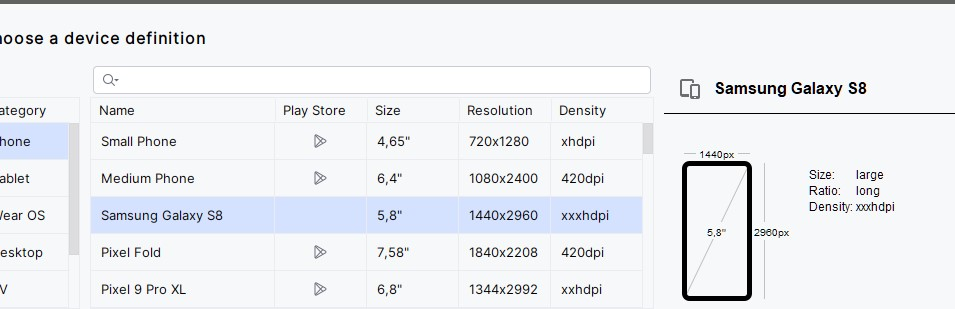 hoose a device definition
ategory
hone
ablet
Wear OS
esktop
V
Name Play Store Size Resolution Density
Small Phone 4,65" 720x1280 xhdpi
Medium Phone 6,4" 1080x2400 420dpi
Samsung Galaxy S8 5,8" 1440x2960 xxxhdpi
Pixel Fold 7,58" 1840x2208 420dpi
Pixel 9 Pro XL 6,8" 1344x2992 xxhdpi
Samsung Galaxy S8
1440px
5,8"
2960px
Size: large
Ratio: long
Density: xxxhdpi